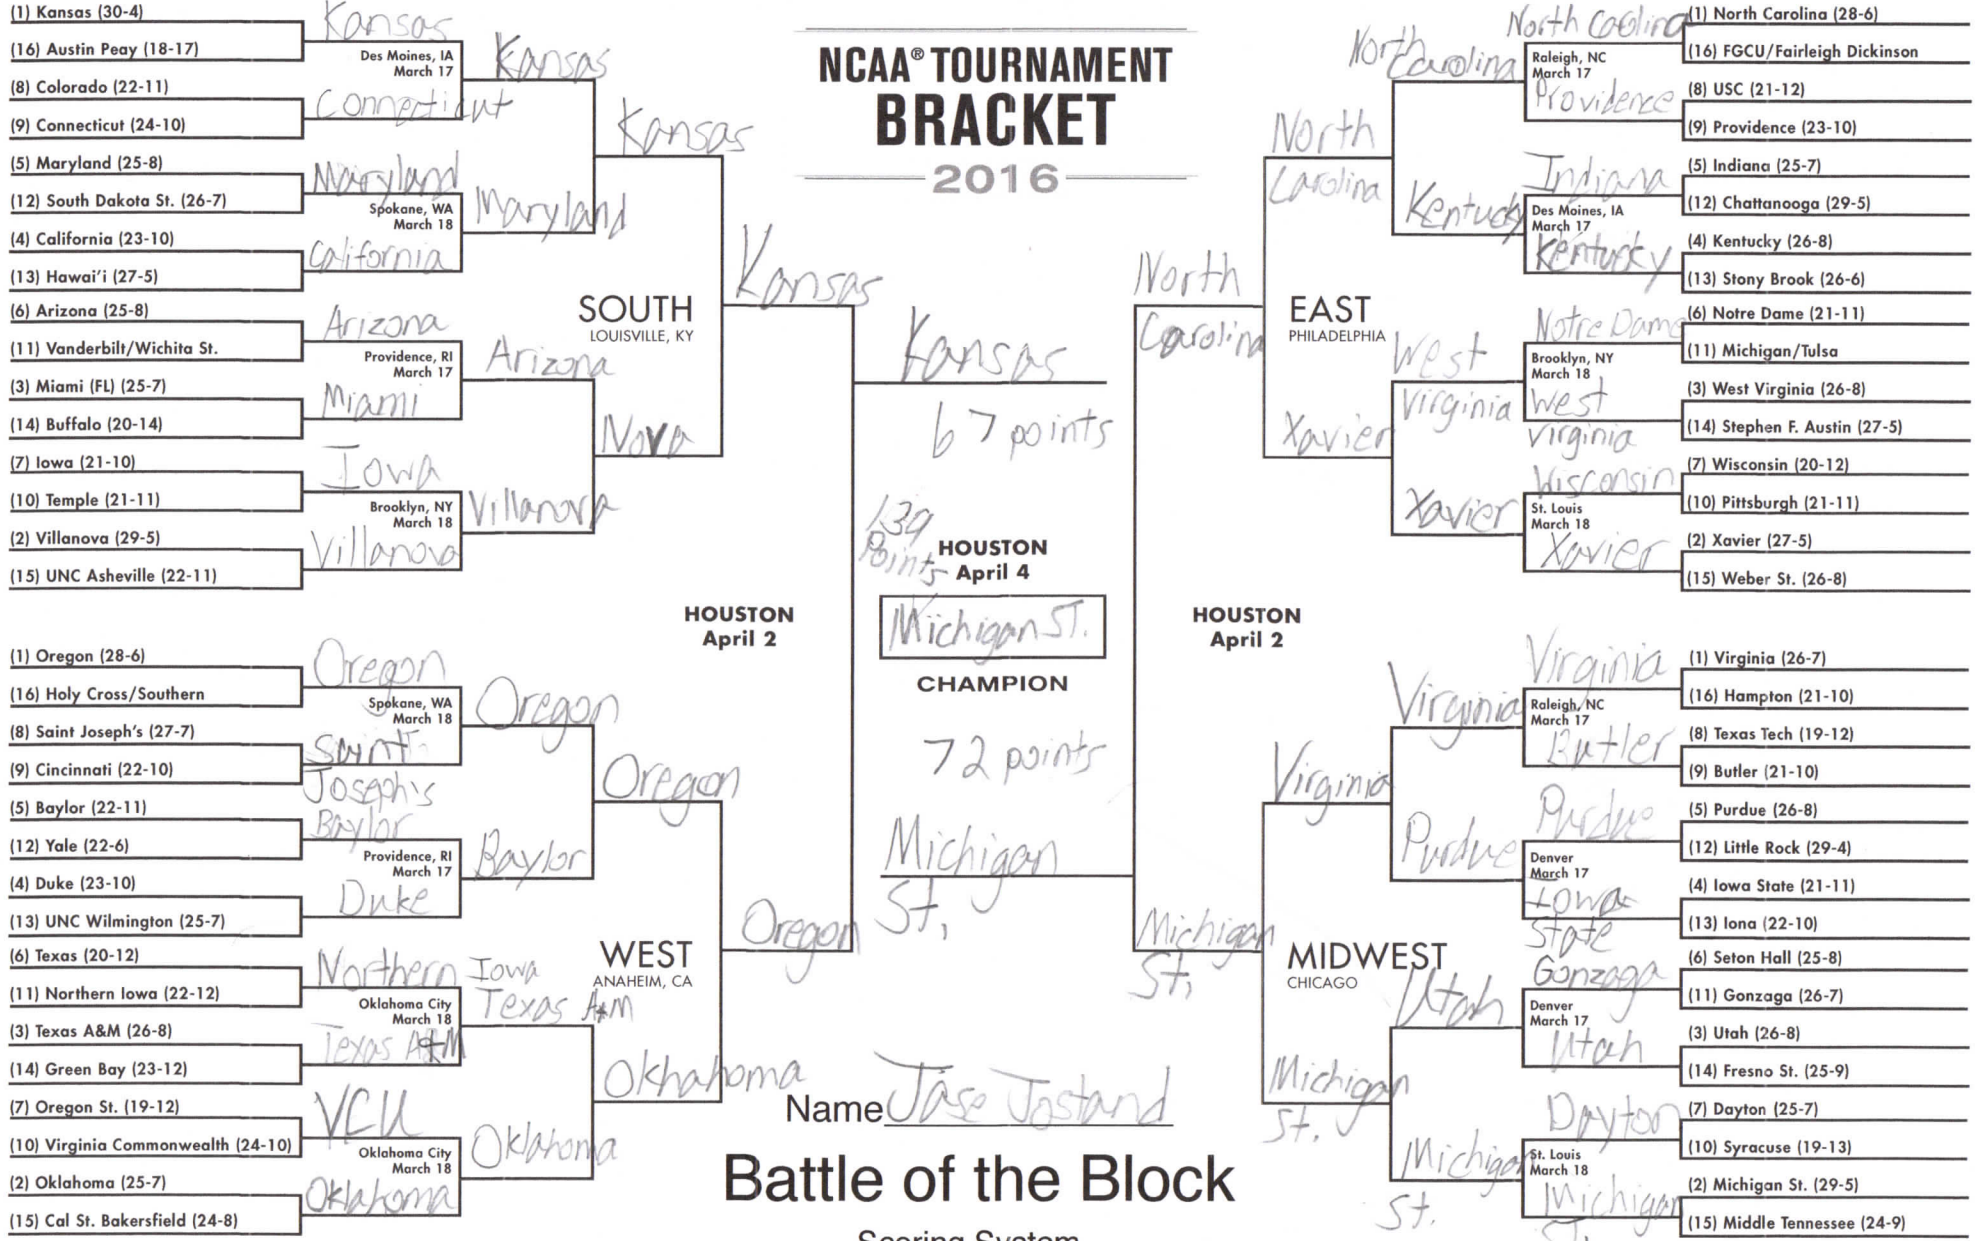 NCAA® TOURNAMENT
BRACKET
2016
(1) Kansas (30-4)
(16) Austin Peay (18-17)
(8) Colorado (22-11)
(9) Connecticut (24-10)
(5) Maryland (25-8)
(12) South Dakota St. (26-7)
(4) California (23-10)
(13) Hawai'i (27-5)
(6) Arizona (25-8)
(11) Vanderbilt/Wichita St.
(3) Miami (FL) (25-7)
(14) Buffalo (20-14)
(7) Iowa (21-10)
(10) Temple (21-11)
(2) Villanova (29-5)
(15) UNC Asheville (22-11)
Kansas
Des Moines, IA
March 17
Connecticut
Maryland
Spokane, WA
March 18
California
Arizona
Providence, RI
March 17
Miami
Iowa
Brooklyn, NY
March 18
Villanova
Kansas
Maryland
Arizona
Villanova
Kansas
Nova
SOUTH
LOUISVILLE, KY
Kansas
(1) Oregon (28-6)
(16) Holy Cross/Southern
(8) Saint Joseph's (27-7)
(9) Cincinnati (22-10)
(5) Baylor (22-11)
(12) Yale (22-6)
(4) Duke (23-10)
(13) UNC Wilmington (25-7)
(6) Texas (20-12)
(11) Northern Iowa (22-12)
(3) Texas A&M (26-8)
(14) Green Bay (23-12)
(7) Oregon St. (19-12)
(10) Virginia Commonwealth (24-10)
(2) Oklahoma (25-7)
(15) Cal St. Bakersfield (24-8)
Oregon
Spokane, WA
March 18
Saint
Joseph's
Baylor
Providence, RI
March 17
Duke
Northern Iowa
Oklahoma City
March 18
Texas A&M
VCU
Oklahoma City
March 18
Oklahoma
Oregon
Baylor
Texas A&M
Oklahoma
Oregon
Okhahoma
WEST
ANAHEIM, CA
Oregon
HOUSTON
April 2
Kansas
67 points
139
Points
HOUSTON
April 4
Michigan ST.
CHAMPION
72 points
Michigan
St.
HOUSTON
April 2
North
Carolina
EAST
PHILADELPHIA
North
Carolina
Xavier
North
Carolina
Kentucky
West
Virginia
Xavier
North Carolina
Raleigh, NC
March 17
Providence
Indiana
Des Moines, IA
March 17
Kentucky
Notre Dame
Brooklyn, NY
March 18
West
Virginia
Wisconsin
St. Louis
March 18
Xavier
(1) North Carolina (28-6)
(16) FGCU/Fairleigh Dickinson
(8) USC (21-12)
(9) Providence (23-10)
(5) Indiana (25-7)
(12) Chattanooga (29-5)
(4) Kentucky (26-8)
(13) Stony Brook (26-6)
(6) Notre Dame (21-11)
(11) Michigan/Tulsa
(3) West Virginia (26-8)
(14) Stephen F. Austin (27-5)
(7) Wisconsin (20-12)
(10) Pittsburgh (21-11)
(2) Xavier (27-5)
(15) Weber St. (26-8)
Michigan
St.
MIDWEST
CHICAGO
Virginia
Michigan
St.
Virginia
Purdue
Utah
Michigan
St.
Virginia
Raleigh, NC
March 17
Butler
Purdue
Denver
March 17
Iowa
State
Gonzaga
Denver
March 17
Utah
Dayton
St. Louis
March 18
Michigan
(1) Virginia (26-7)
(16) Hampton (21-10)
(8) Texas Tech (19-12)
(9) Butler (21-10)
(5) Purdue (26-8)
(12) Little Rock (29-4)
(4) Iowa State (21-11)
(13) Iona (22-10)
(6) Seton Hall (25-8)
(11) Gonzaga (26-7)
(3) Utah (26-8)
(14) Fresno St. (25-9)
(7) Dayton (25-7)
(10) Syracuse (19-13)
(2) Michigan St. (29-5)
(15) Middle Tennessee (24-9)
Name Jase Jostand
Battle of the Block
Scoring System